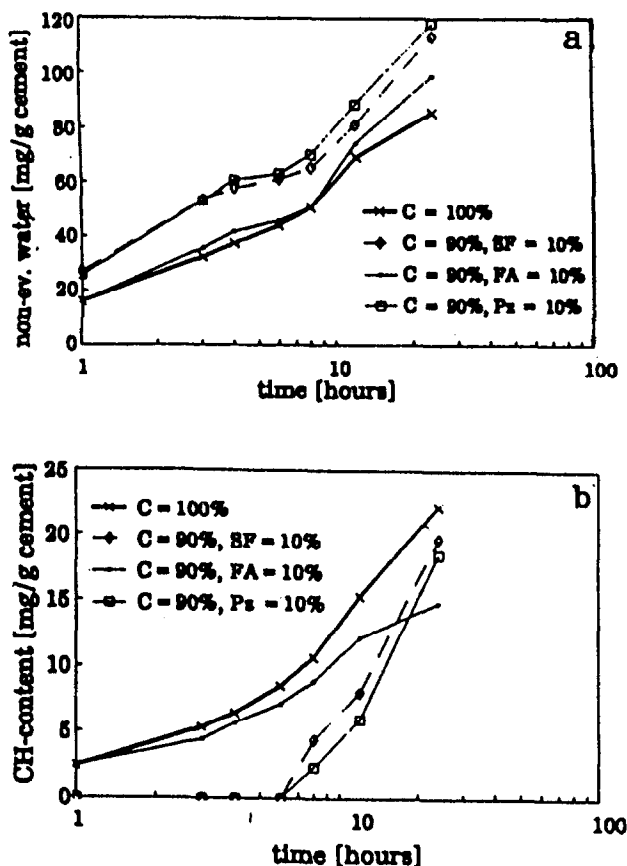 a
120
100
80
60
40
20
0
non-ev. water [mg/g cement]
C = 100%
C = 90%, SF = 10%
C = 90%, FA = 10%
C = 90%, Pz = 10%
1
10
100
time [hours]
b
25
20
15
10
5
0
CH-content [mg/g cement]
C = 100%
C = 90%, SF = 10%
C = 90%, FA = 10%
C = 90%, Pz = 10%
1
10
100
time [hours]